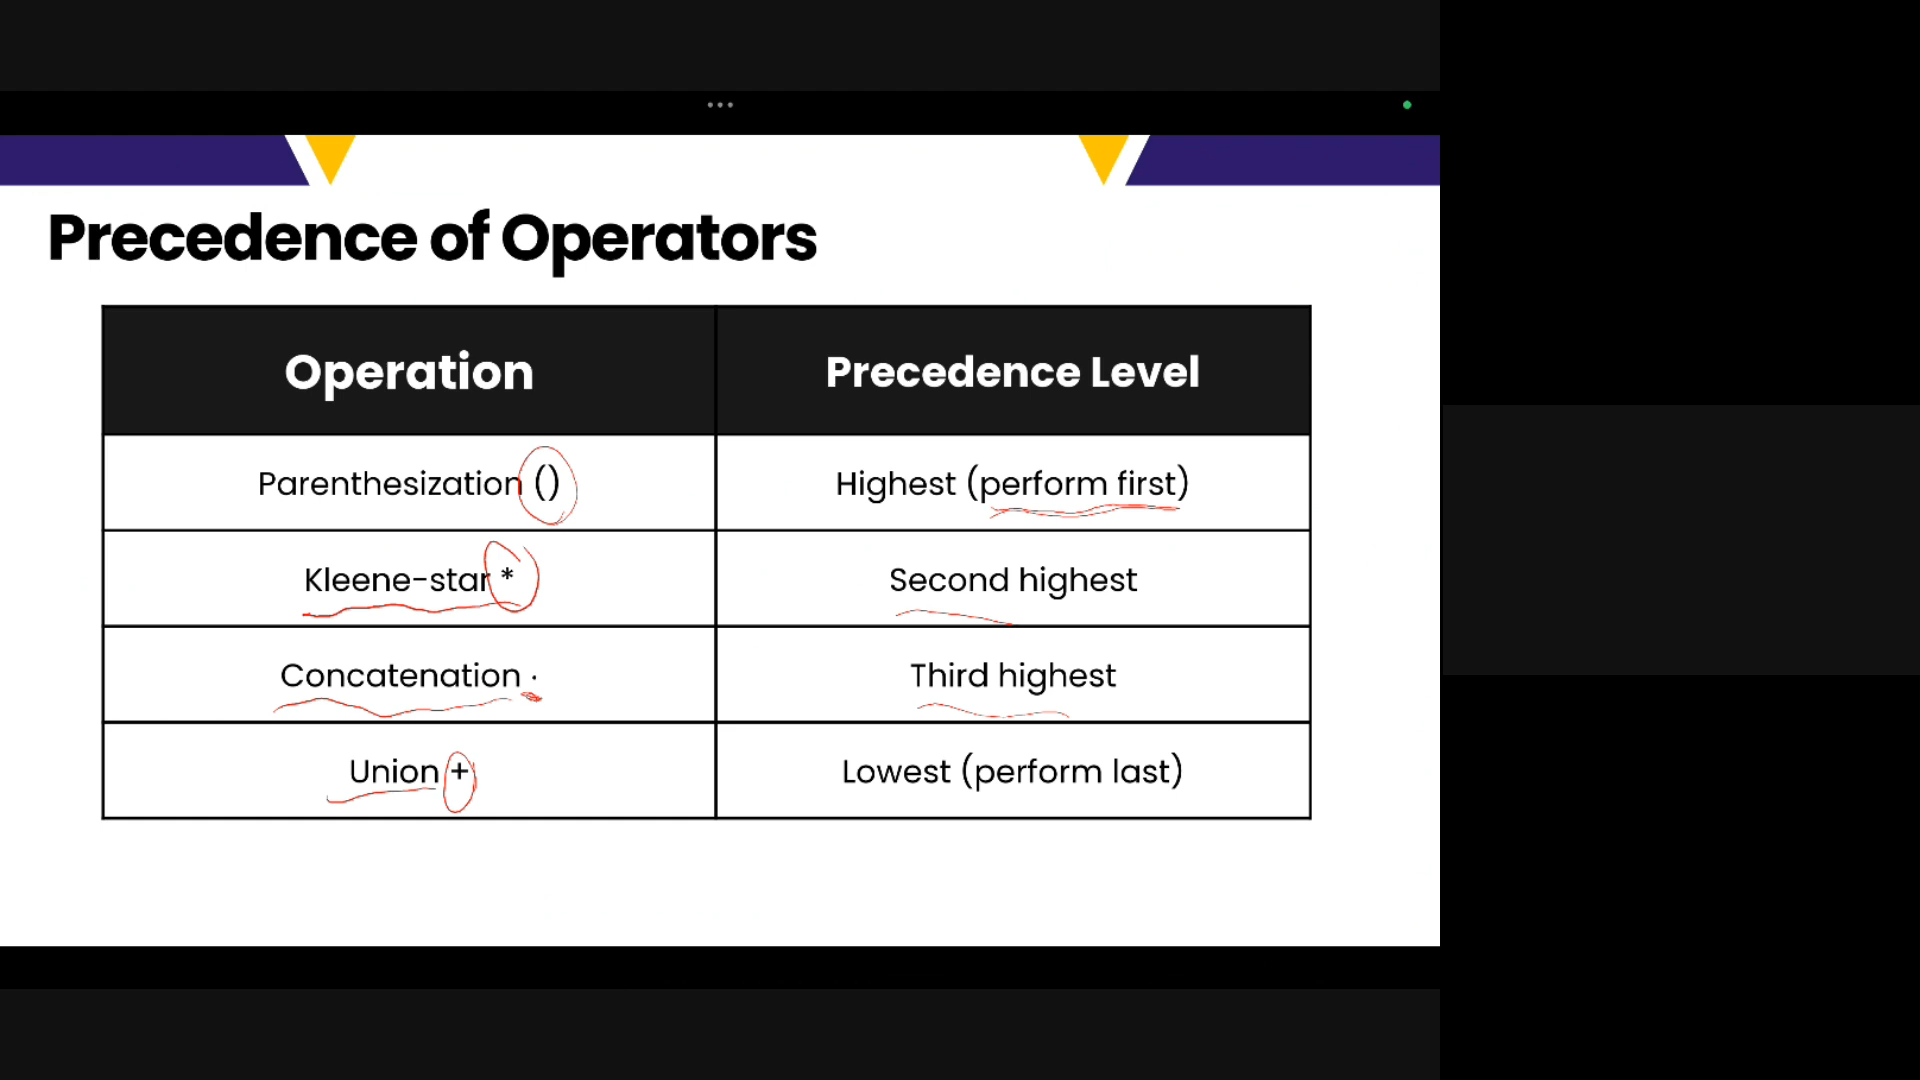 Precedence of Operators
Operation Precedence Level
Parenthesization () Highest (perform first)
Kleene-star * Second highest
Concatenation · Third highest
Union + Lowest (perform last)